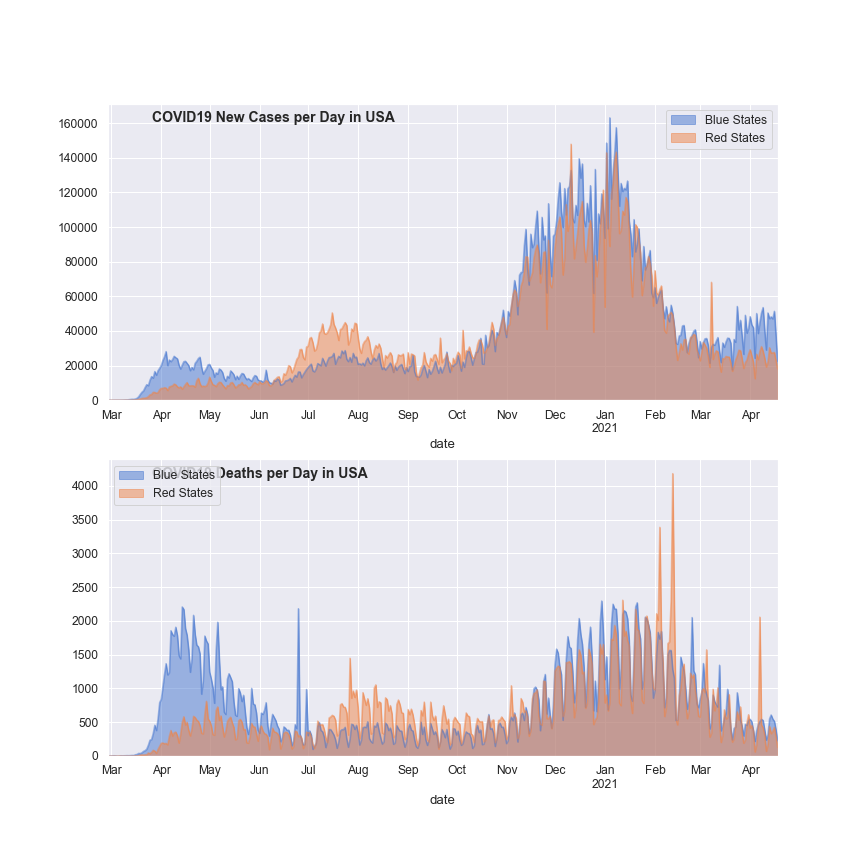 COVID19 New Cases per Day in USA
Blue States
Red States
160000
140000
120000
100000
80000
60000
40000
20000
0
Mar Apr May Jun Jul Aug Sep Oct Nov Dec Jan Feb Mar Apr
2021
date
COVID19 Deaths per Day in USA
Blue States
Red States
4000
3500
3000
2500
2000
1500
1000
500
0
Mar Apr May Jun Jul Aug Sep Oct Nov Dec Jan Feb Mar Apr
2021
date